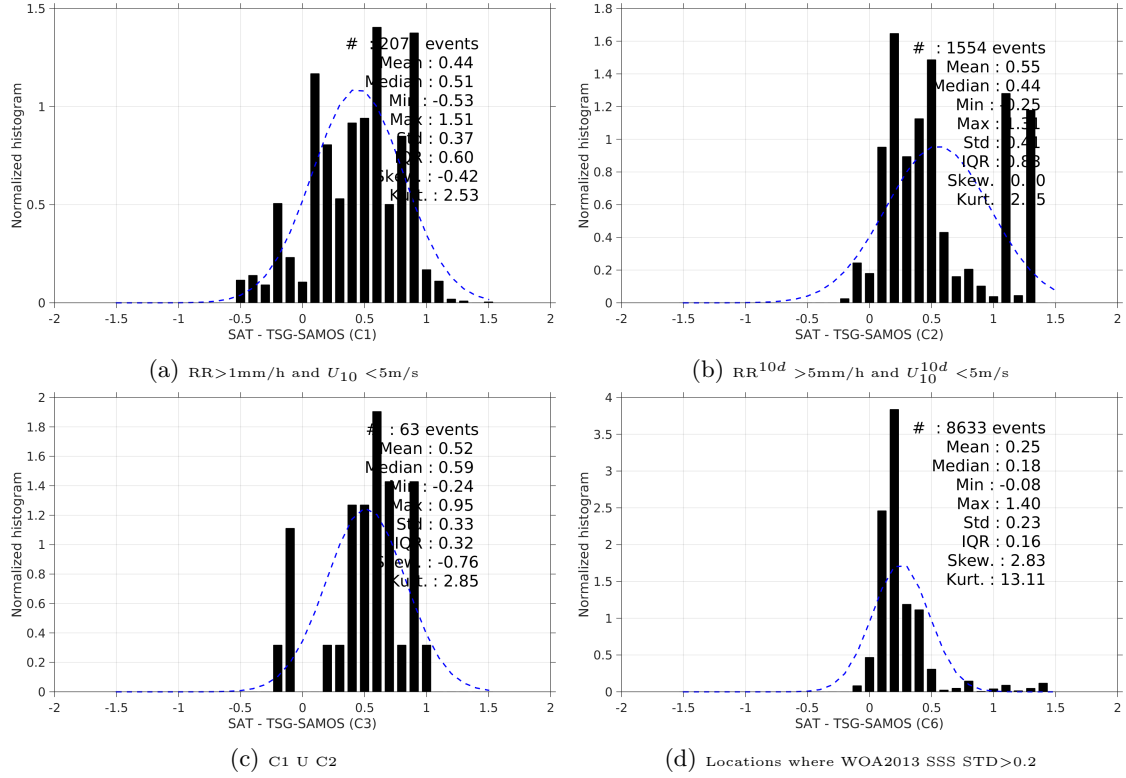 1.5
1
0.5
0
Normalized histogram
# : events
Mean : 0.44
Median : 0.51
Min : -0.53
Max : 1.51
Std : 0.37
IQR : 0.60
Skew. : -0.42
Kurt. : 2.53
-2 -1.5 -1 -0.5 0 0.5 1 1.5 2
SAT - TSG-SAMOS (C1)
(a) RR>1mm/h and U10 <5m/s
1.8
1.6
1.4
1.2
1
0.8
0.6
0.4
0.2
0
Normalized histogram
# : 1554 events
Mean : 0.55
Median : 0.44
Min : -0.25
Max : 1.31
Std : 0.41
IQR : 0.83
Skew.
Kurt.
-2 -1.5 -1 -0.5 0 0.5 1 1.5 2
SAT - TSG-SAMOS (C2)
(b) RR10d >5mm/h and U10 10d <5m/s
2
1.8
1.6
1.4
1.2
1
0.8
0.6
0.4
0.2
0
Normalized histogram
# : 63 events
Mean : 0.52
Median : 0.59
Min : -0.24
Max : 0.95
Std : 0.33
IQR : 0.32
Skew. : -0.76
Kurt. : 2.85
-2 -1.5 -1 -0.5 0 0.5 1 1.5 2
SAT - TSG-SAMOS (C3)
(c) C1 U C2
4
3.5
3
2.5
2
1.5
1
0.5
0
Normalized histogram
# : 8633 events
Mean : 0.25
Median : 0.18
Min : -0.08
Max : 1.40
Std : 0.23
IQR : 0.16
Skew. : 2.83
Kurt. : 13.11
-2 -1.5 -1 -0.5 0 0.5 1 1.5 2
SAT - TSG-SAMOS (C6)
(d) Locations where WOA2013 SSS STD>0.2